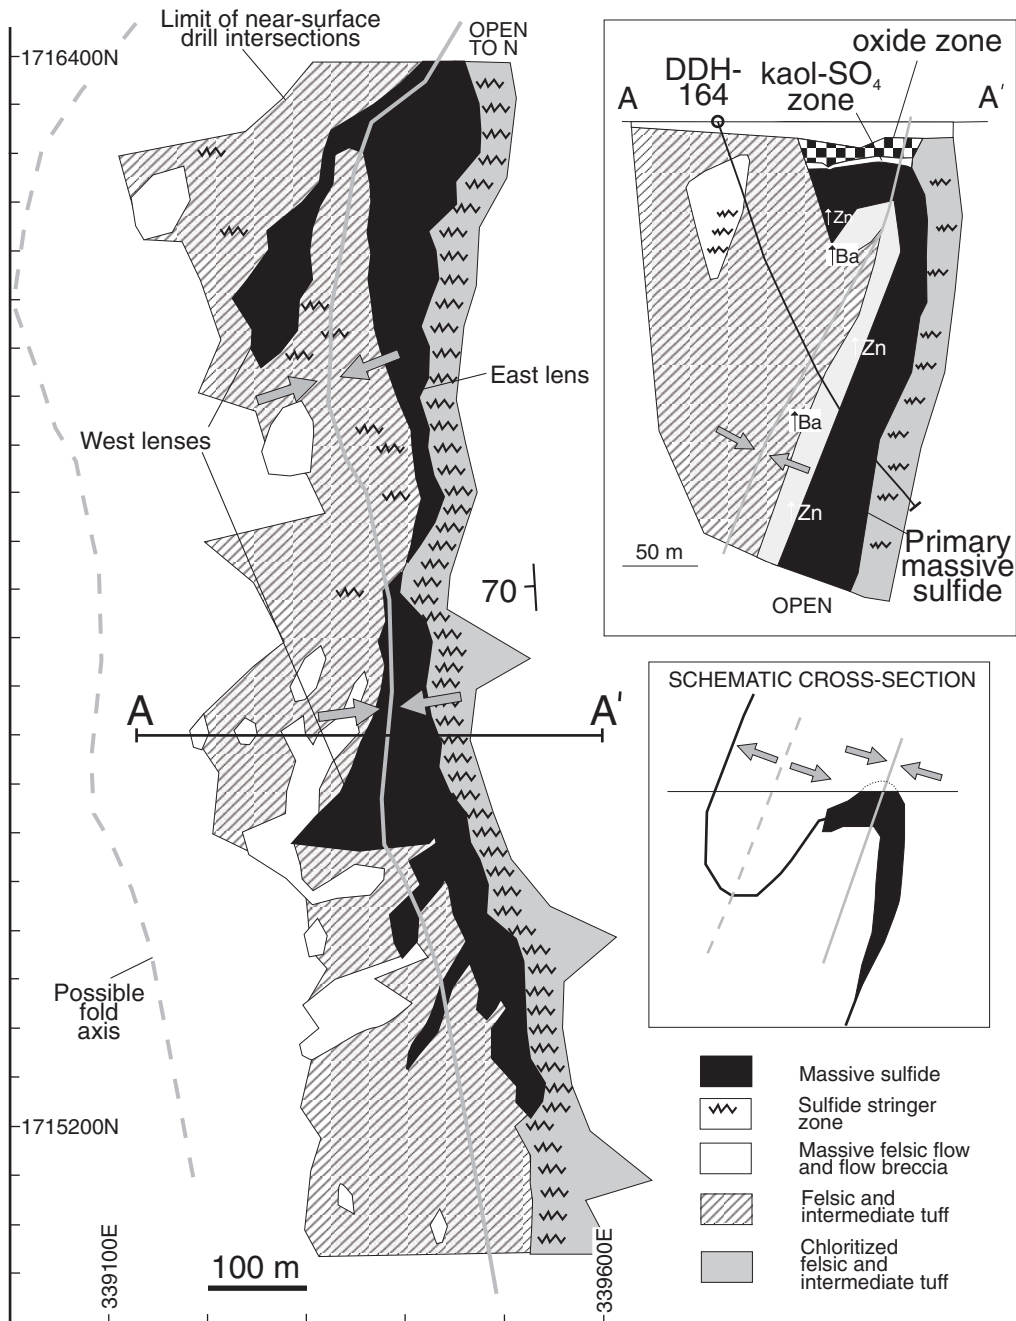 Limit of near-surface
drill intersections
OPEN
TO N
1716400N
East lens
West lenses
70
A
A'
Possible
fold
axis
1715200N
339100E
339600E
100 m
oxide zone
DDH-
164
kaol-SO4
zone
A
A'
↑Zn
↑Ba
↑Zn
↑Ba
↑Zn
50 m
Primary
massive
sulfide
OPEN
SCHEMATIC CROSS-SECTION
Massive sulfide
Sulfide stringer
zone
Massive felsic flow
and flow breccia
Felsic and
intermediate tuff
Chloritized
felsic and
intermediate tuff